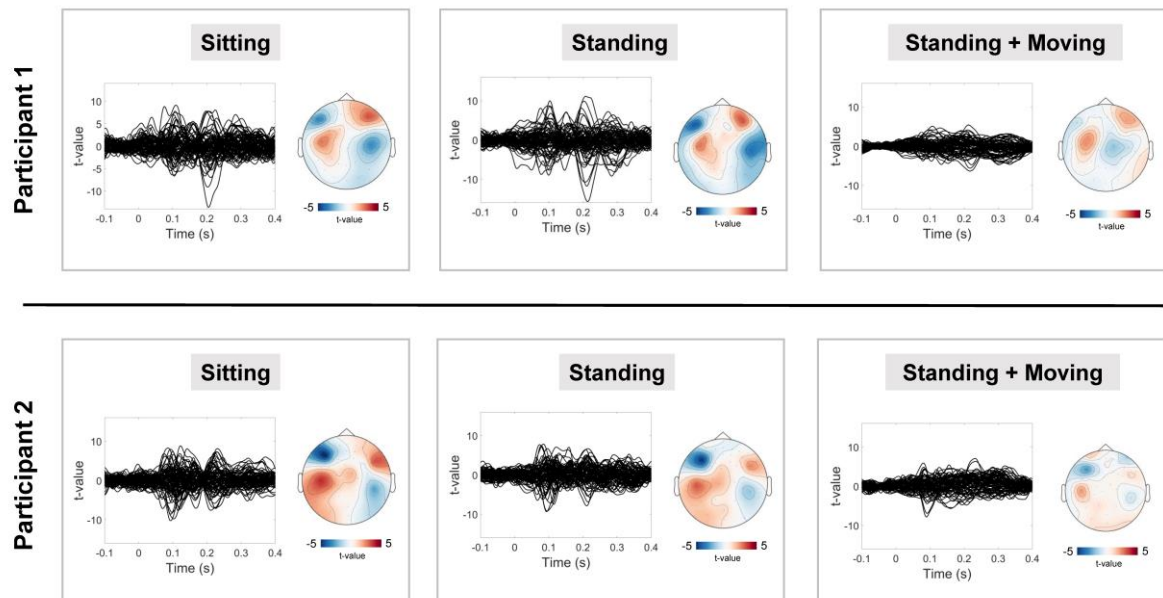 Participant 1
Sitting
t-value
10
5
0
-5
-10
-0.1 0 0.1 0.2 0.3 0.4
Time (s)
-5 5
t-value
Standing
t-value
10
0
-10
-0.1 0 0.1 0.2 0.3 0.4
Time (s)
-5 5
t-value
Standing + Moving
t-value
10
0
-10
-0.1 0 0.1 0.2 0.3 0.4
Time (s)
-5 5
t-value
Participant 2
Sitting
t-value
10
0
-10
-0.1 0 0.1 0.2 0.3 0.4
Time (s)
-5 5
t-value
Standing
t-value
10
0
-10
-0.1 0 0.1 0.2 0.3 0.4
Time (s)
-5 5
t-value
Standing + Moving
t-value
10
0
-10
-0.1 0 0.1 0.2 0.3 0.4
Time (s)
-5 5
t-value